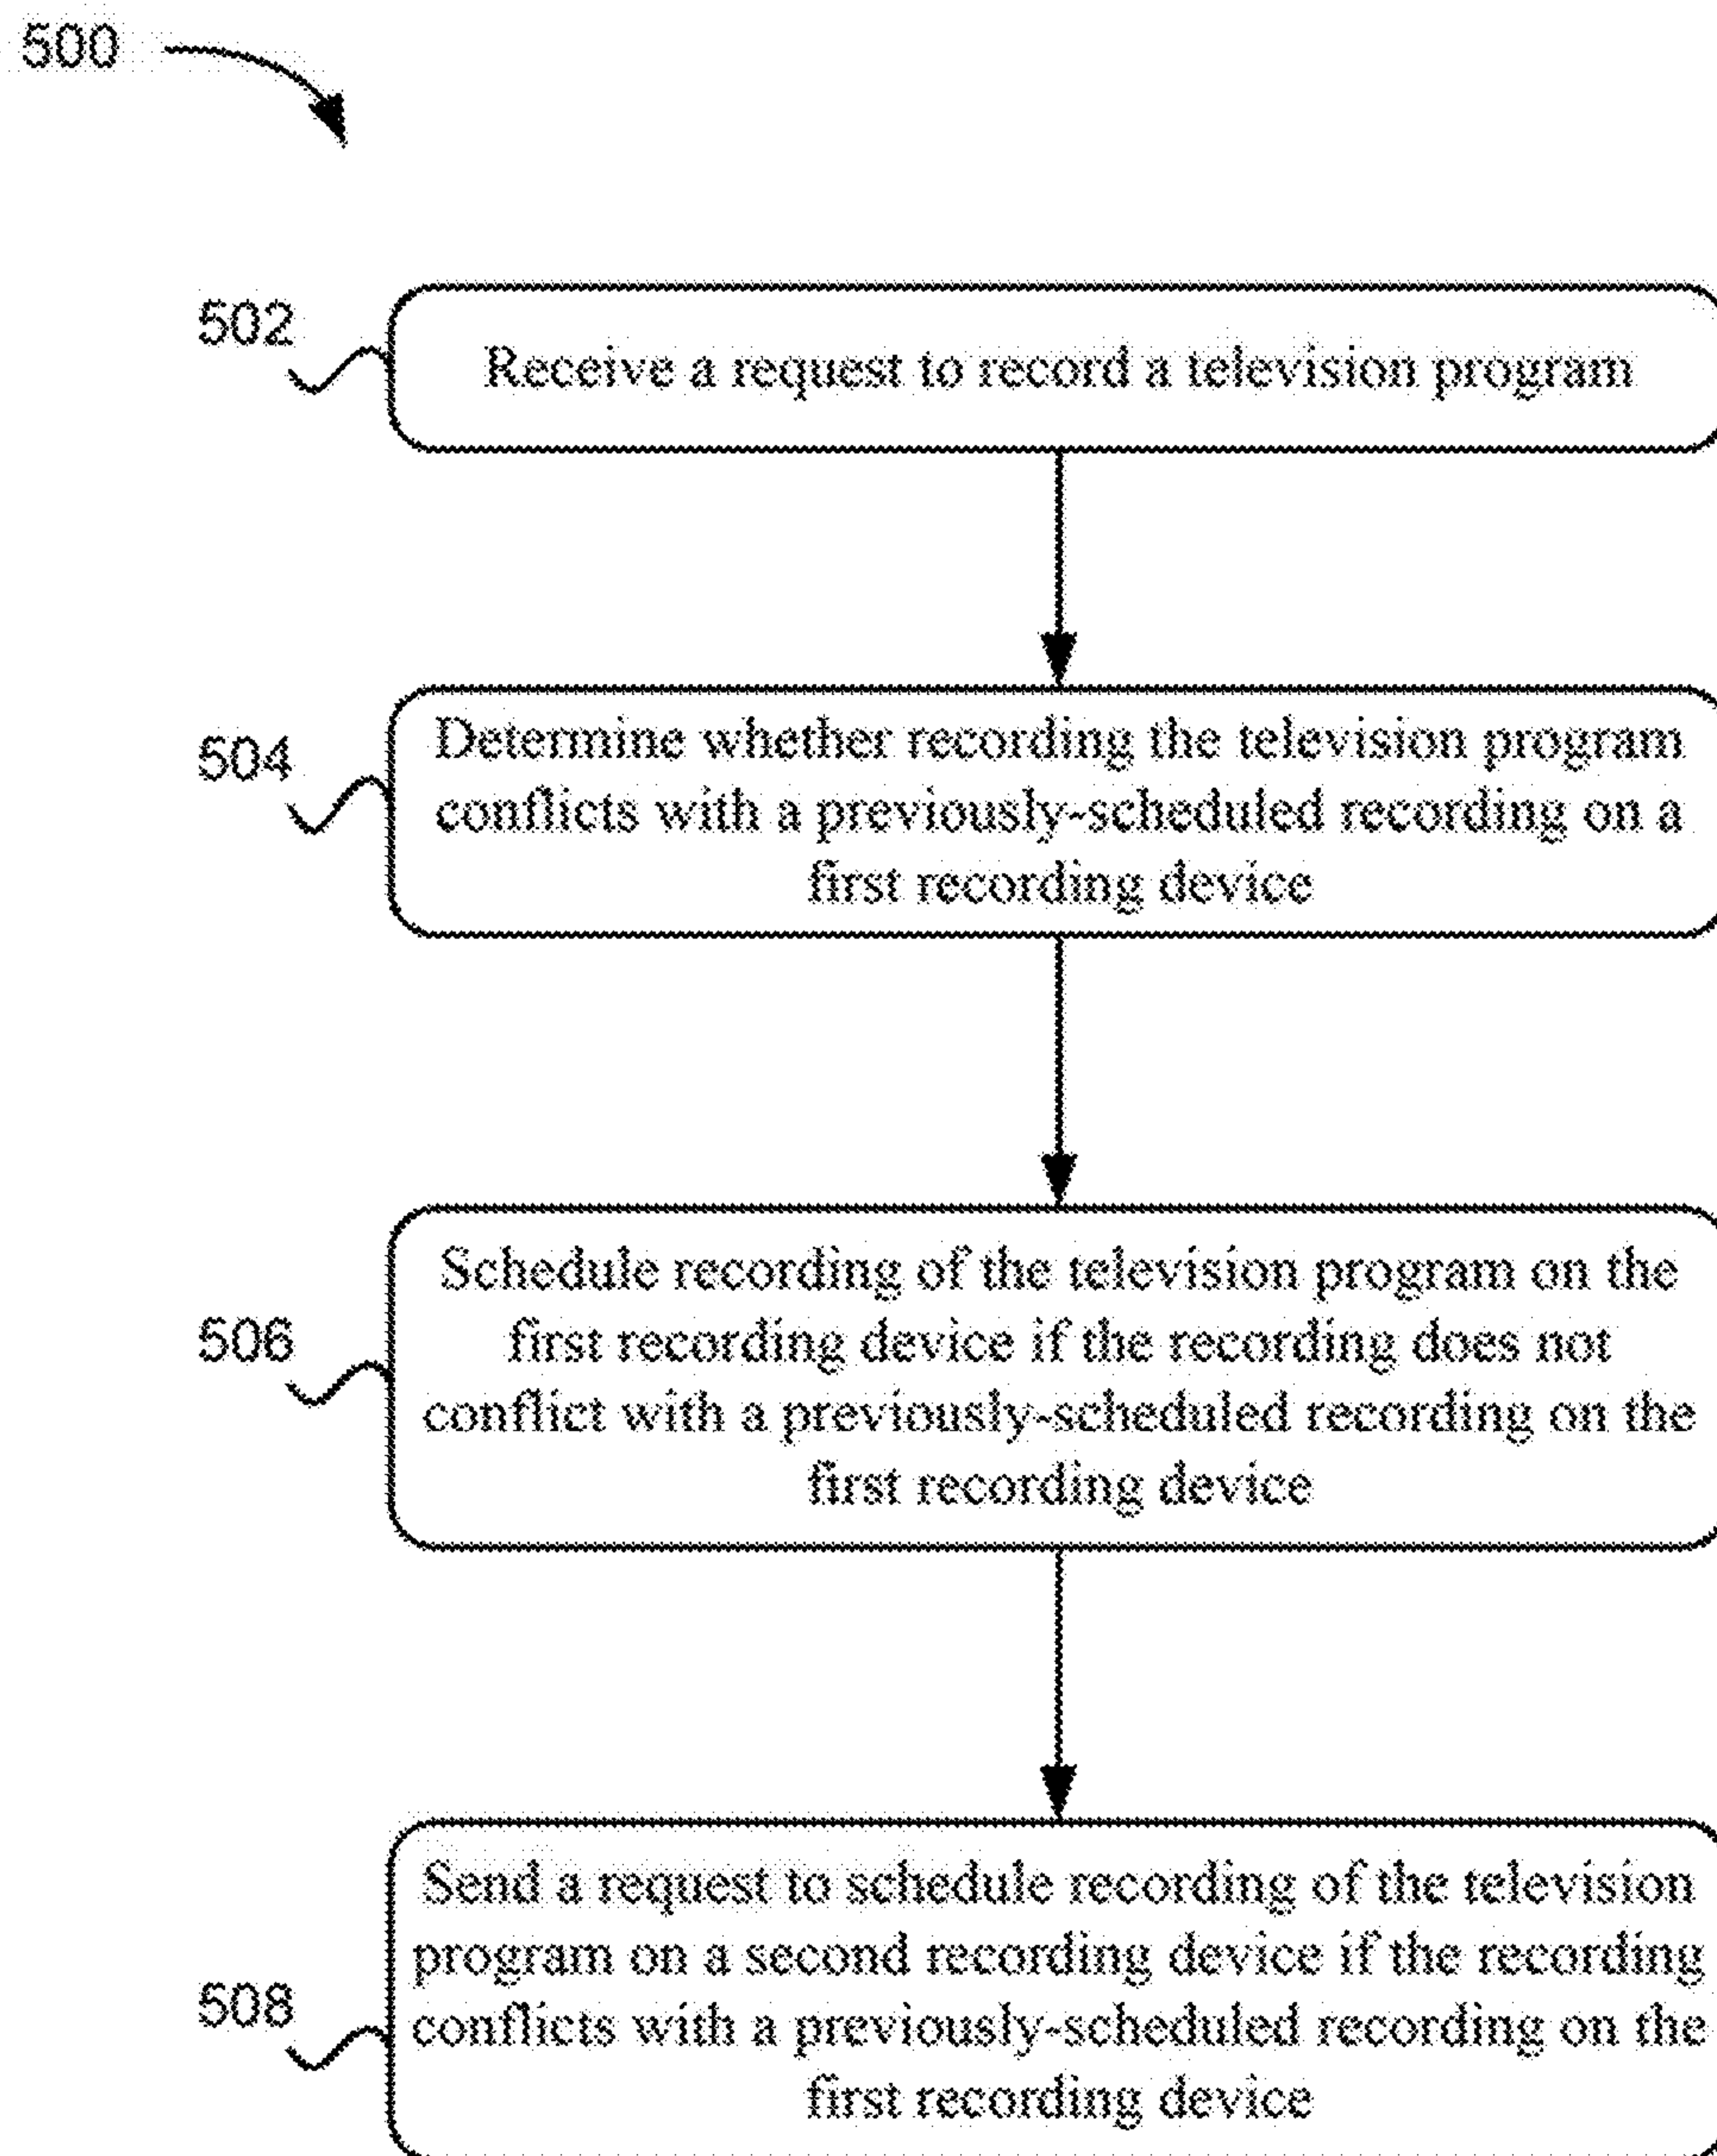 500
502
Receive a request to record a television program
504
Determine whether recording the television program
conflicts with a previously-scheduled recording on a
first recording device
506
Schedule recording of the television program on the
first recording device if the recording does not
conflict with a previously-scheduled recording on the
first recording device
508
Send a request to schedule recording of the television
program on a second recording device if the recording
conflicts with a previously-scheduled recording on the
first recording device